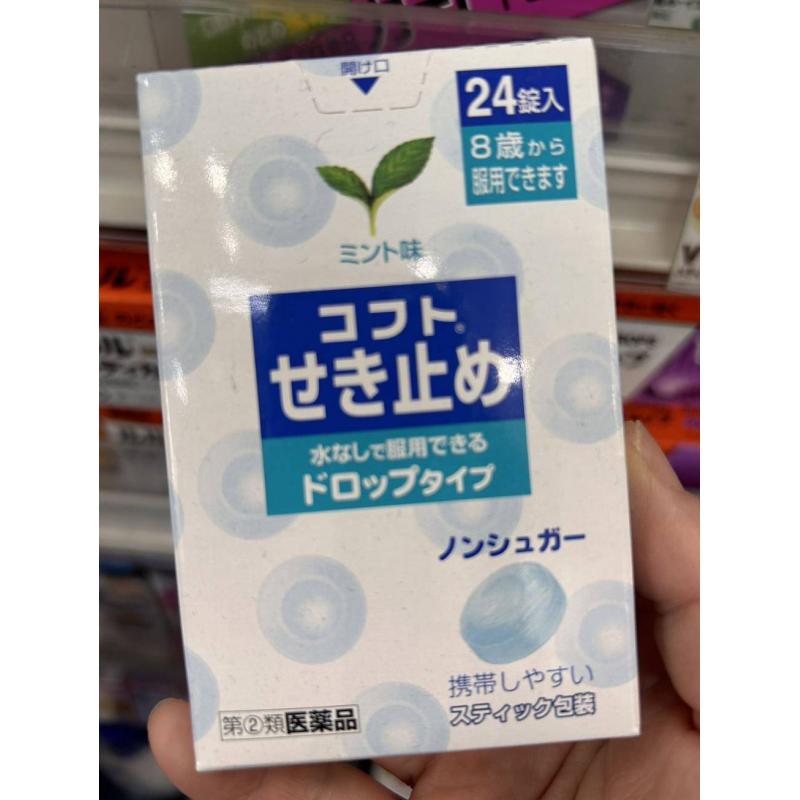 開け口
24錠入
8歳から
服用できます
ミント味
コフト®
せき止め
水なしで服用できる
ドロップタイプ
ノンシュガー
携帯しやすい
スティック包装
第②類医薬品